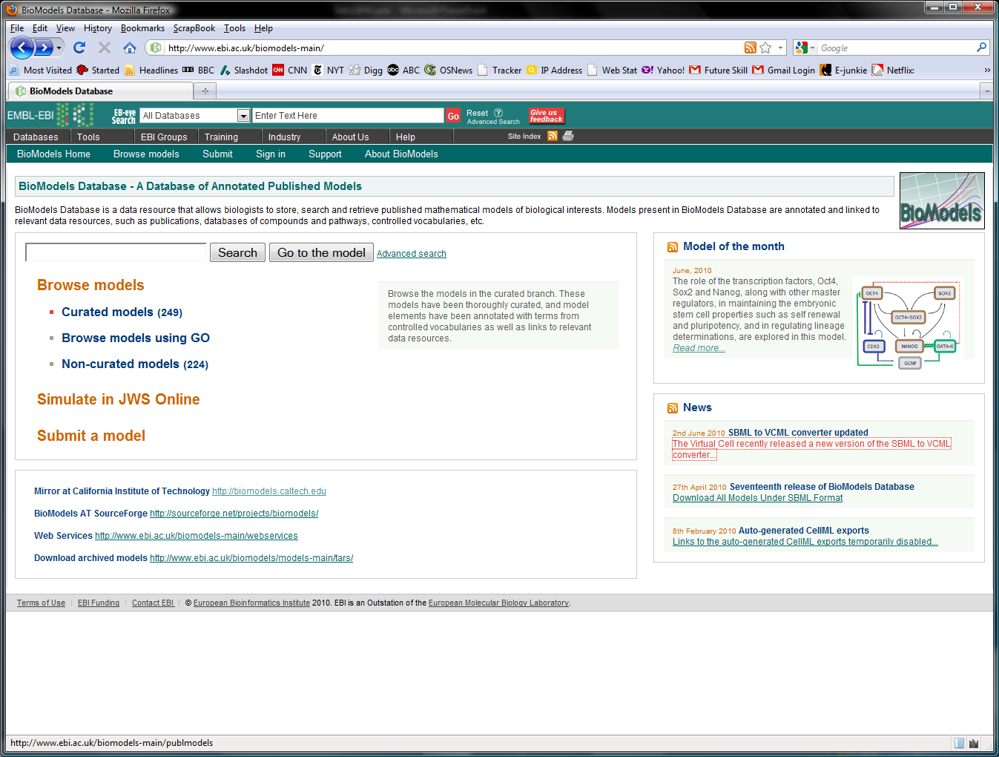 BioModels Database - Mozilla Firefox
File Edit View History Bookmarks ScrapBook Tools Help
http://www.ebi.ac.uk/biomodels-main/
Google
Most Visited Started Headlines BBC Slashdot CNN NYT Digg ABC OSNews Tracker IP Address Web Stat Yahoo! Future Skill Gmail Login E-junkie Netflix: »
BioModels Database
EMBL-EBI EB-eye Search All Databases Enter Text Here Go Reset ? Advanced Search Give us feedback
Databases Tools EBI Groups Training Industry About Us Help Site Index
BioModels Home Browse models Submit Sign in Support About BioModels
BioModels Database - A Database of Annotated Published Models
BioModels
BioModels Database is a data resource that allows biologists to store, search and retrieve published mathematical models of biological interests. Models present in BioModels Database are annotated and linked to
relevant data resources, such as publications, databases of compounds and pathways, controlled vocabularies, etc.
Search Go to the model Advanced search
Browse models
Curated models (249)
Browse models using GO
Non-curated models (224)
Browse the models in the curated branch. These
models have been thoroughly curated, and model
elements have been annotated with terms from
controlled vocabularies as well as links to relevant
data resources.
Simulate in JWS Online
Submit a model
Mirror at California Institute of Technology http://biomodels.caltech.edu
BioModels AT SourceForge http://sourceforge.net/projects/biomodels/
Web Services http://www.ebi.ac.uk/biomodels-main/webservices
Download archived models http://www.ebi.ac.uk/biomodels/models-main/tars/
Model of the month
June, 2010
The role of the transcription factors, Oct4,
Sox2 and Nanog, along with other master
regulators, in maintaining the embryonic
stem cell properties such as self renewal
and pluripotency, and in regulating lineage
determinations, are explored in this model.
Read more...
OCT4 SOX2
OCT4-SOX2
CDX2 NANOG GATA-6
GCNF
News
2nd June 2010 SBML to VCML converter updated
The Virtual Cell recently released a new version of the SBML to VCML
converter...
27th April 2010 Seventeenth release of BioModels Database
Download All Models Under SBML Format
8th February 2010 Auto-generated CellML exports
Links to the auto-generated CellML exports temporarily disabled...
Terms of Use EBI Funding Contact EBI © European Bioinformatics Institute 2010. EBI is an Outstation of the European Molecular Biology Laboratory.
http://www.ebi.ac.uk/biomodels-main/publmodels